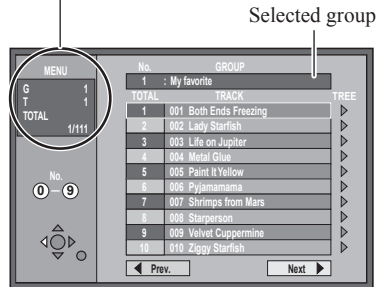 Selected group
MENU
G 1
T 1
TOTAL
1/111
No.
0 – 9
No. GROUP
1 : My favorite
TOTAL TRACK TREE
1 001 Both Ends Freezing
2 002 Lady Starfish
3 003 Life on Jupiter
4 004 Metal Glue
5 005 Paint It Yellow
6 006 Pyjamamama
7 007 Shrimps from Mars
8 008 Starperson
9 009 Velvet Cuppermine
10 010 Ziggy Starfish
Prev. Next